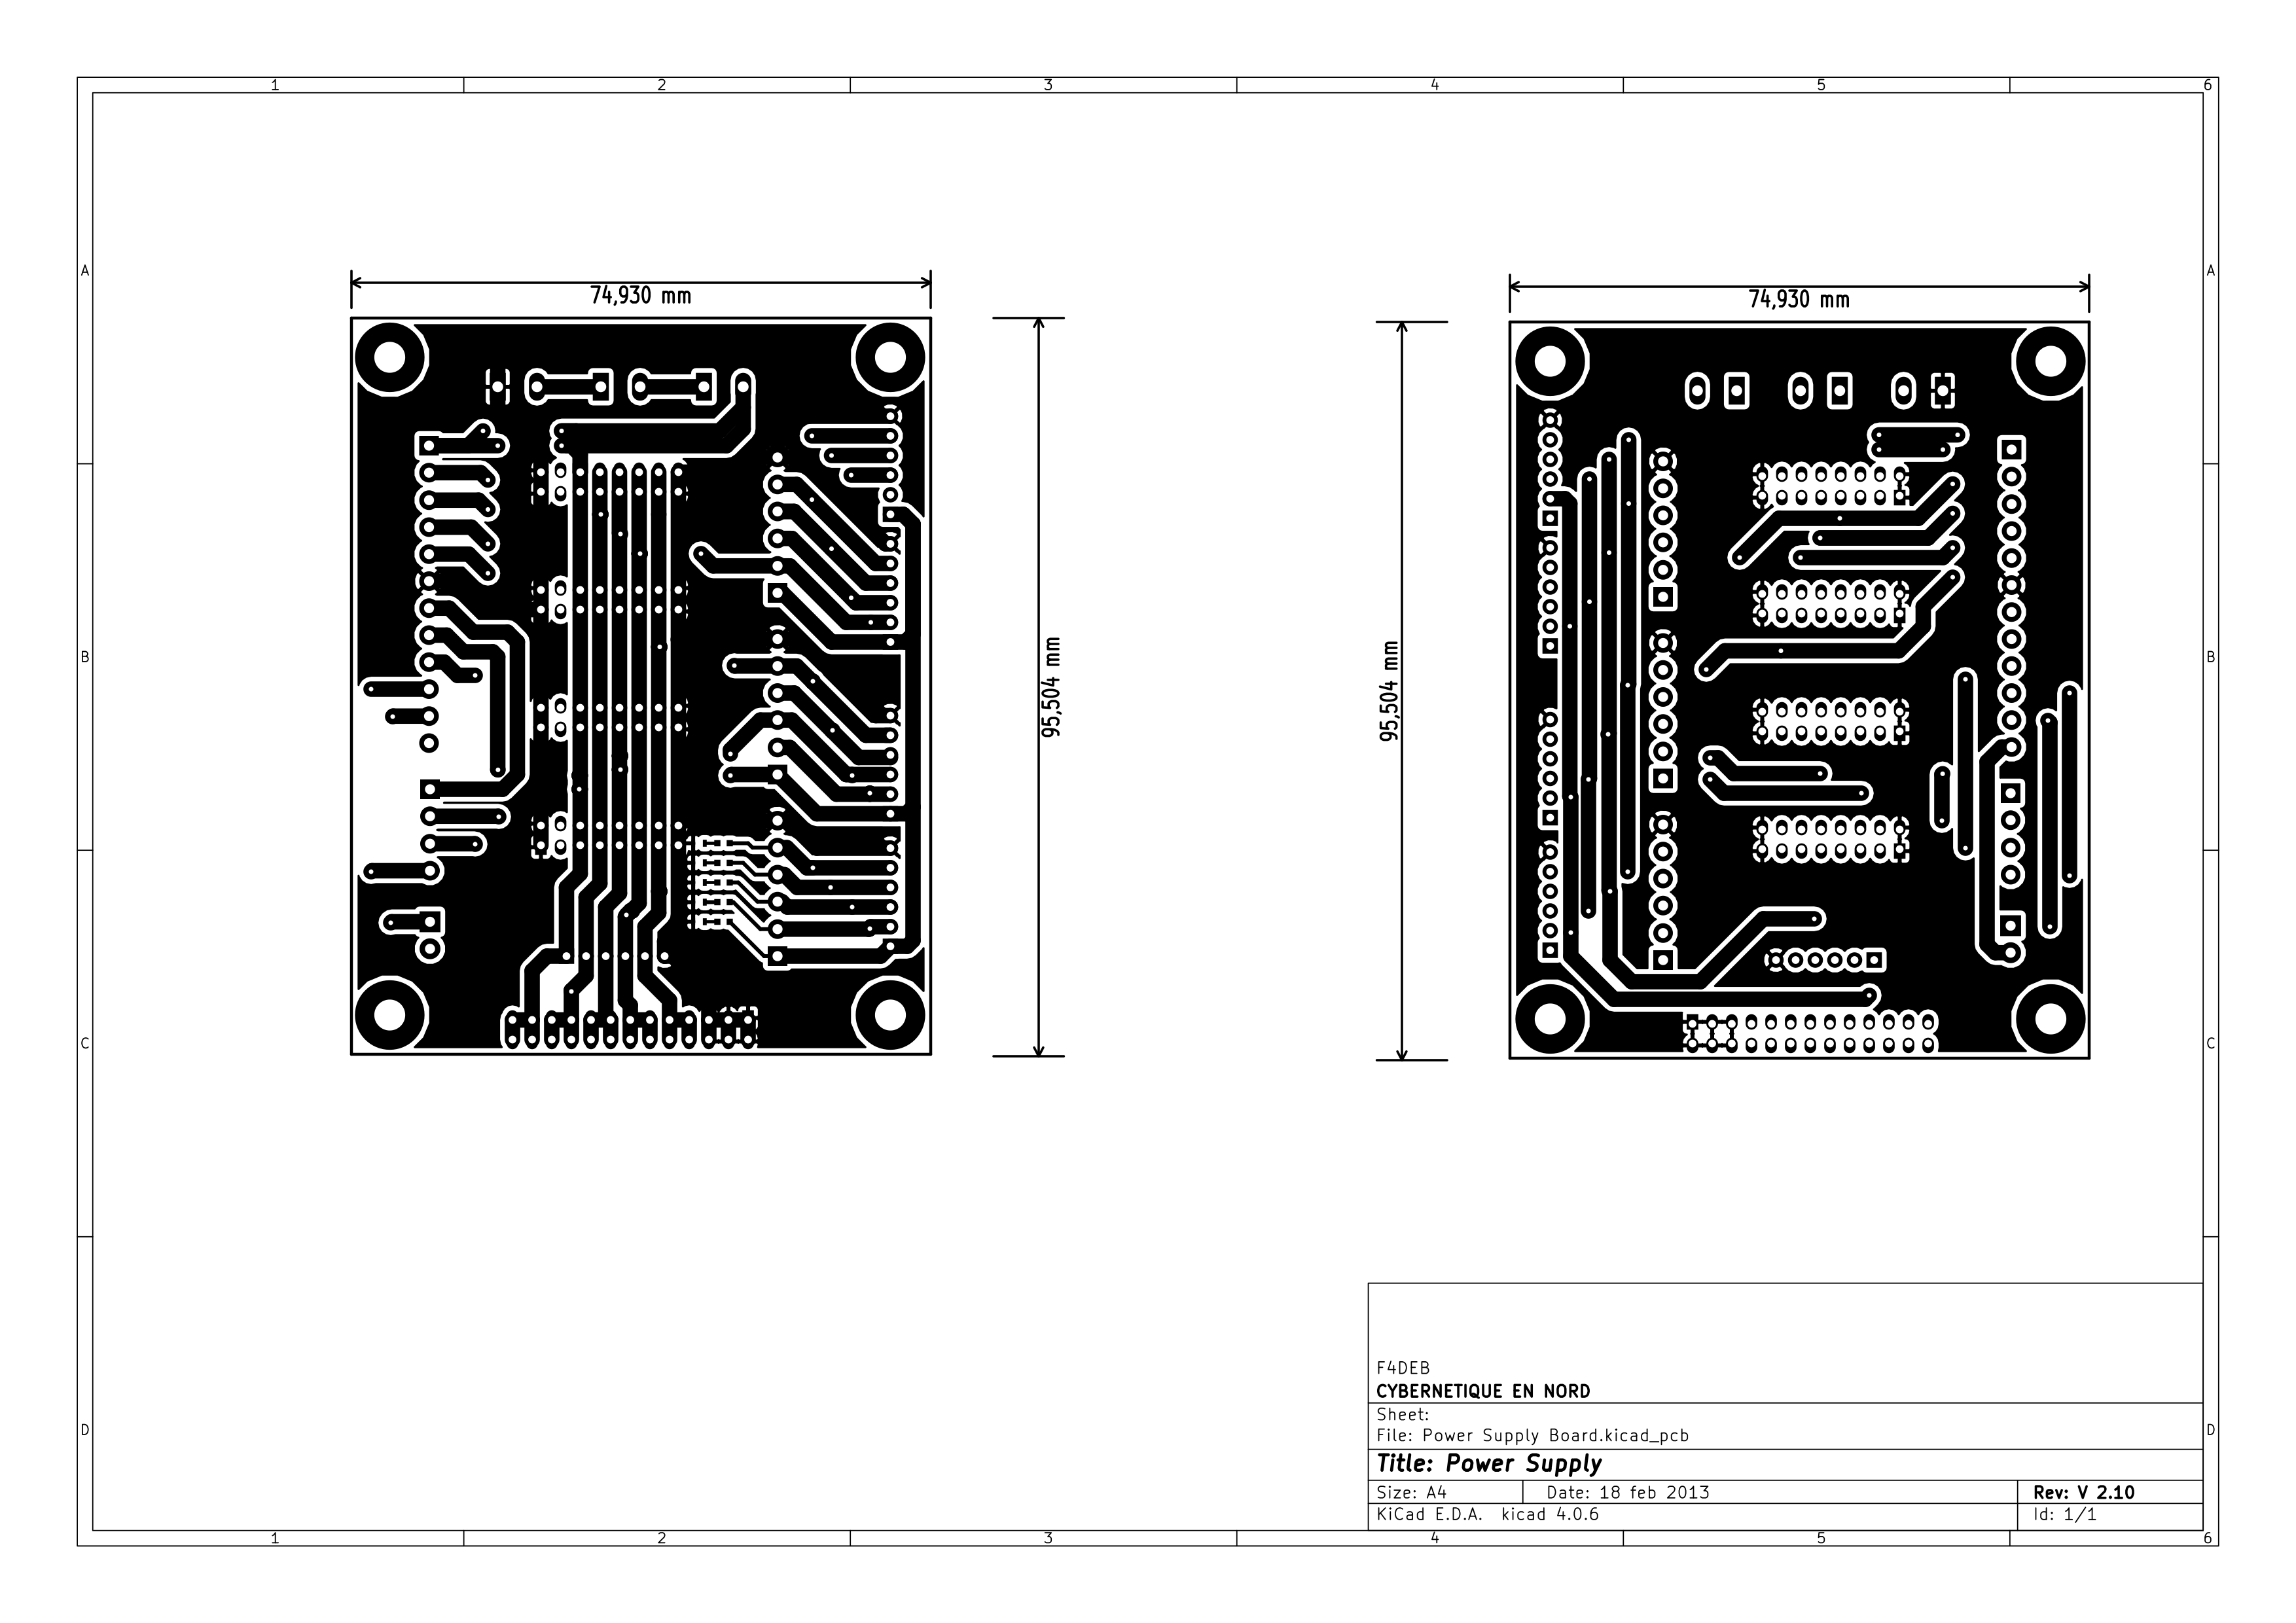 1 2 3 4 5 6
A A
74,930 mm
74,930 mm
95,504 mm
95,504 mm
B B
C C
D D
F4DEB
CYBERNETIQUE EN NORD
Sheet:
File: Power Supply Board.kicad_pcb
Title: Power Supply
Size: A4 Date: 18 feb 2013 Rev: V 2.10
KiCad E.D.A. kicad 4.0.6 Id: 1/1
1 2 3 4 5 6